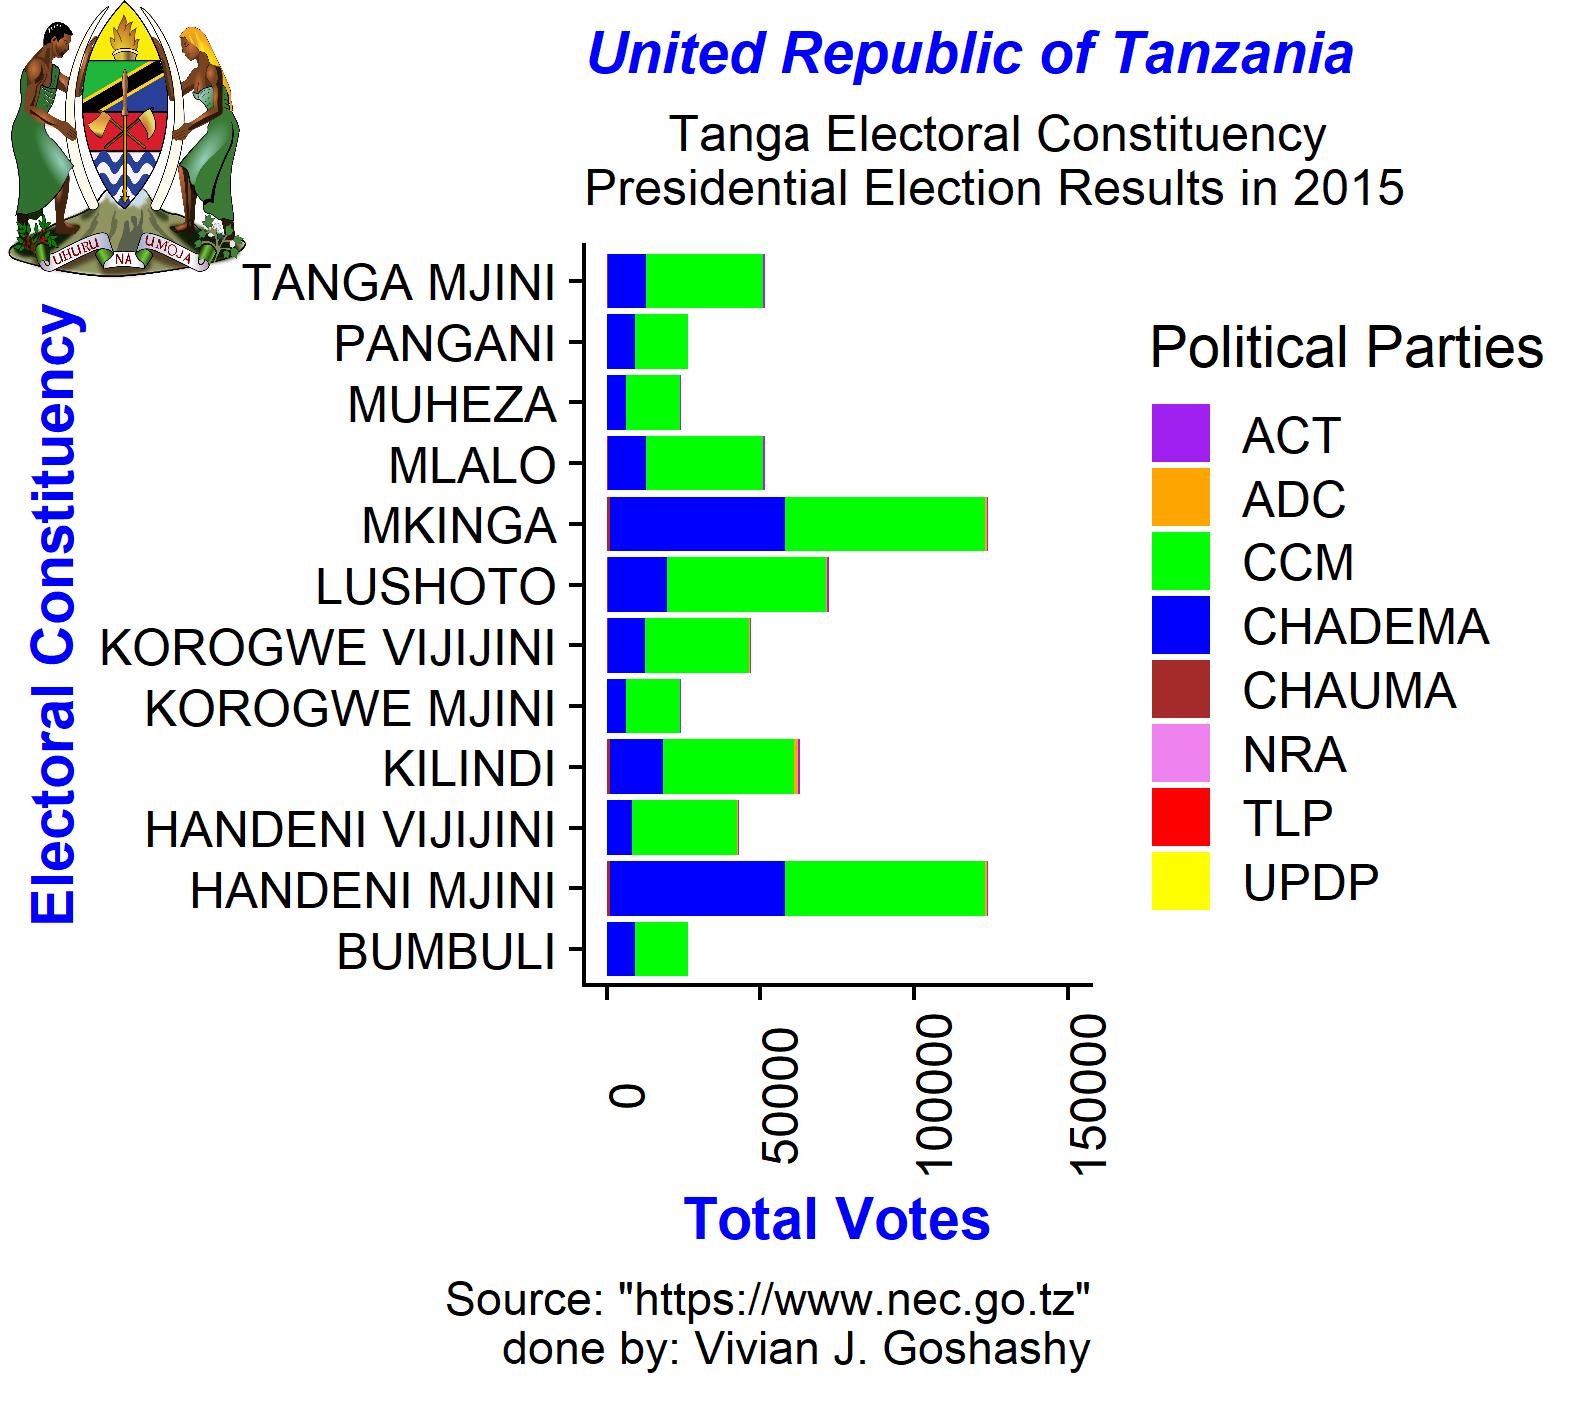 United Republic of Tanzania
Tanga Electoral Constituency
Presidential Election Results in 2015
UHURU NA UMOJA
Electoral Constituency
TANGA MJINI
PANGANI
MUHEZA
MLALO
MKINGA
LUSHOTO
KOROGWE VIJIJINI
KOROGWE MJINI
KILINDI
HANDENI VIJIJINI
HANDENI MJINI
BUMBULI
0
50000
100000
150000
Total Votes
Political Parties
ACT
ADC
CCM
CHADEMA
CHAUMA
NRA
TLP
UPDP
Source: "https://www.nec.go.tz"
done by: Vivian J. Goshashy